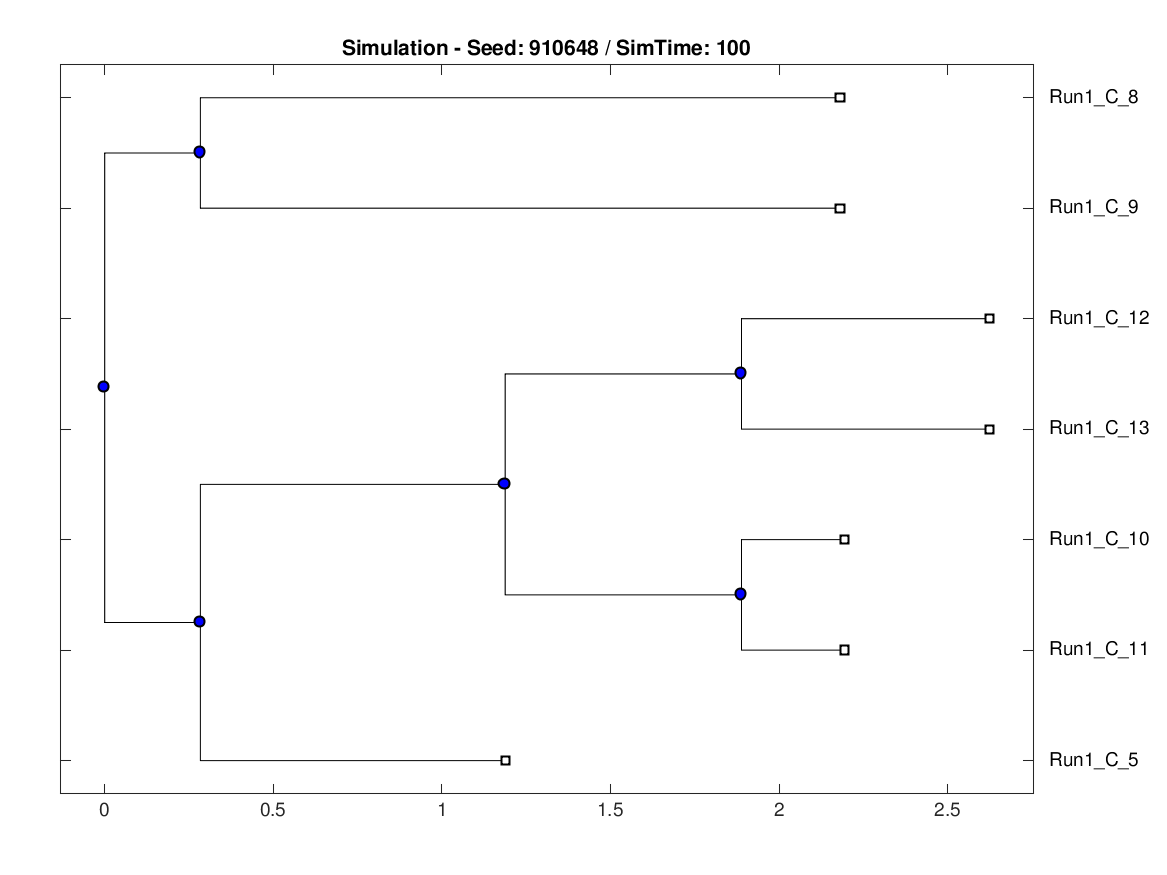 Simulation - Seed: 910648 / SimTime: 100
Run1_C_8
Run1_C_9
Run1_C_12
Run1_C_13
Run1_C_10
Run1_C_11
Run1_C_5
0 0.5 1 1.5 2 2.5